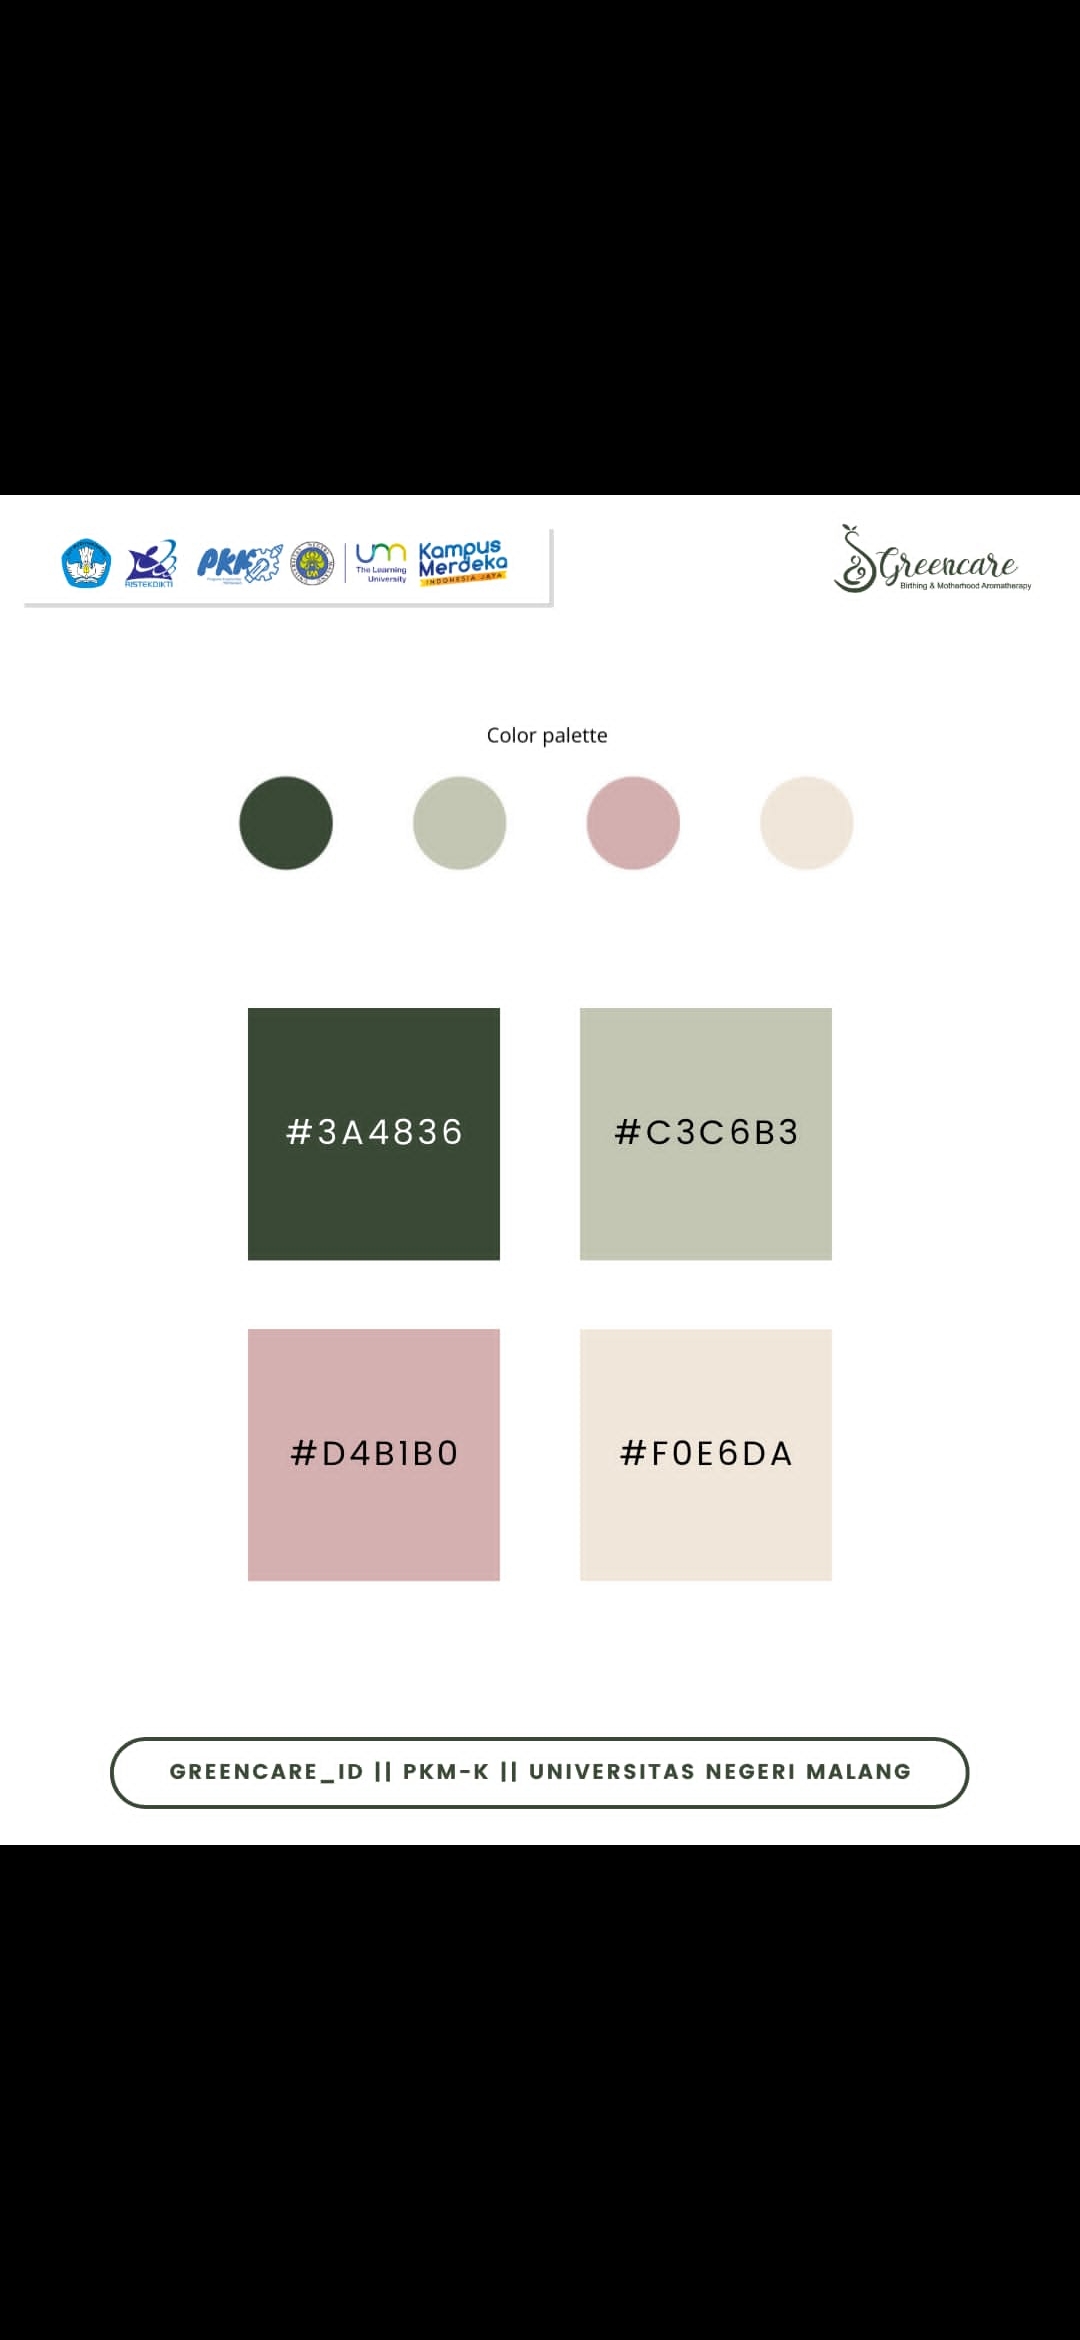 RISTEKDIKTI
PKM
UM
um
The Learning
University
Kampus
Merdeka
INDONESIA JAYA
Greencare
Birthing & Motherhood Aromatherapy
Color palette
#3A4836
#C3C6B3
#D4B1B0
#F0E6DA
GREENCARE_ID || PKM-K || UNIVERSITAS NEGERI MALANG